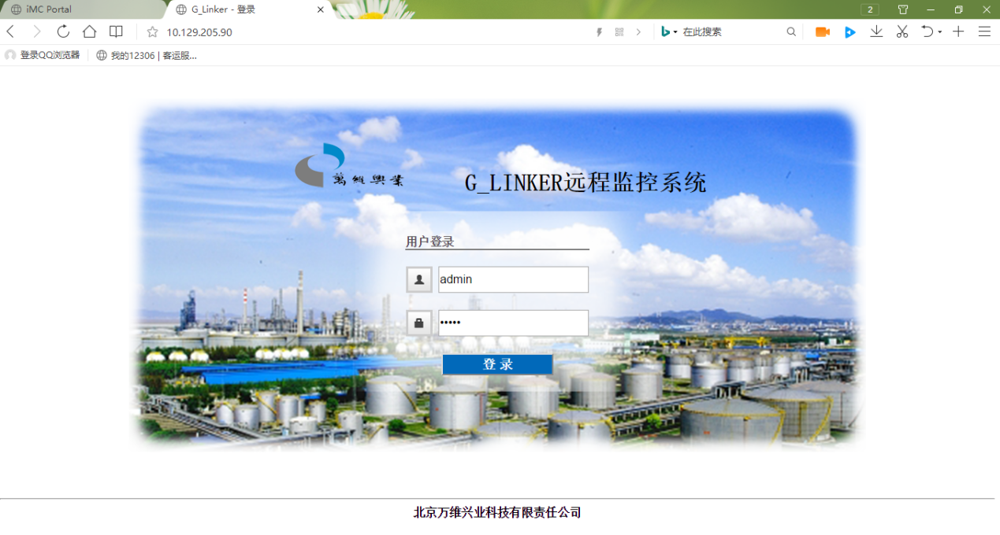 iMC Portal
G_Linker - 登录
2
10.129.205.90
在此搜索
登录QQ浏览器
我的12306 | 客运服...
萬維興業
G_LINKER远程监控系统
用户登录
admin
•••••
登 录
北京万维兴业科技有限责任公司